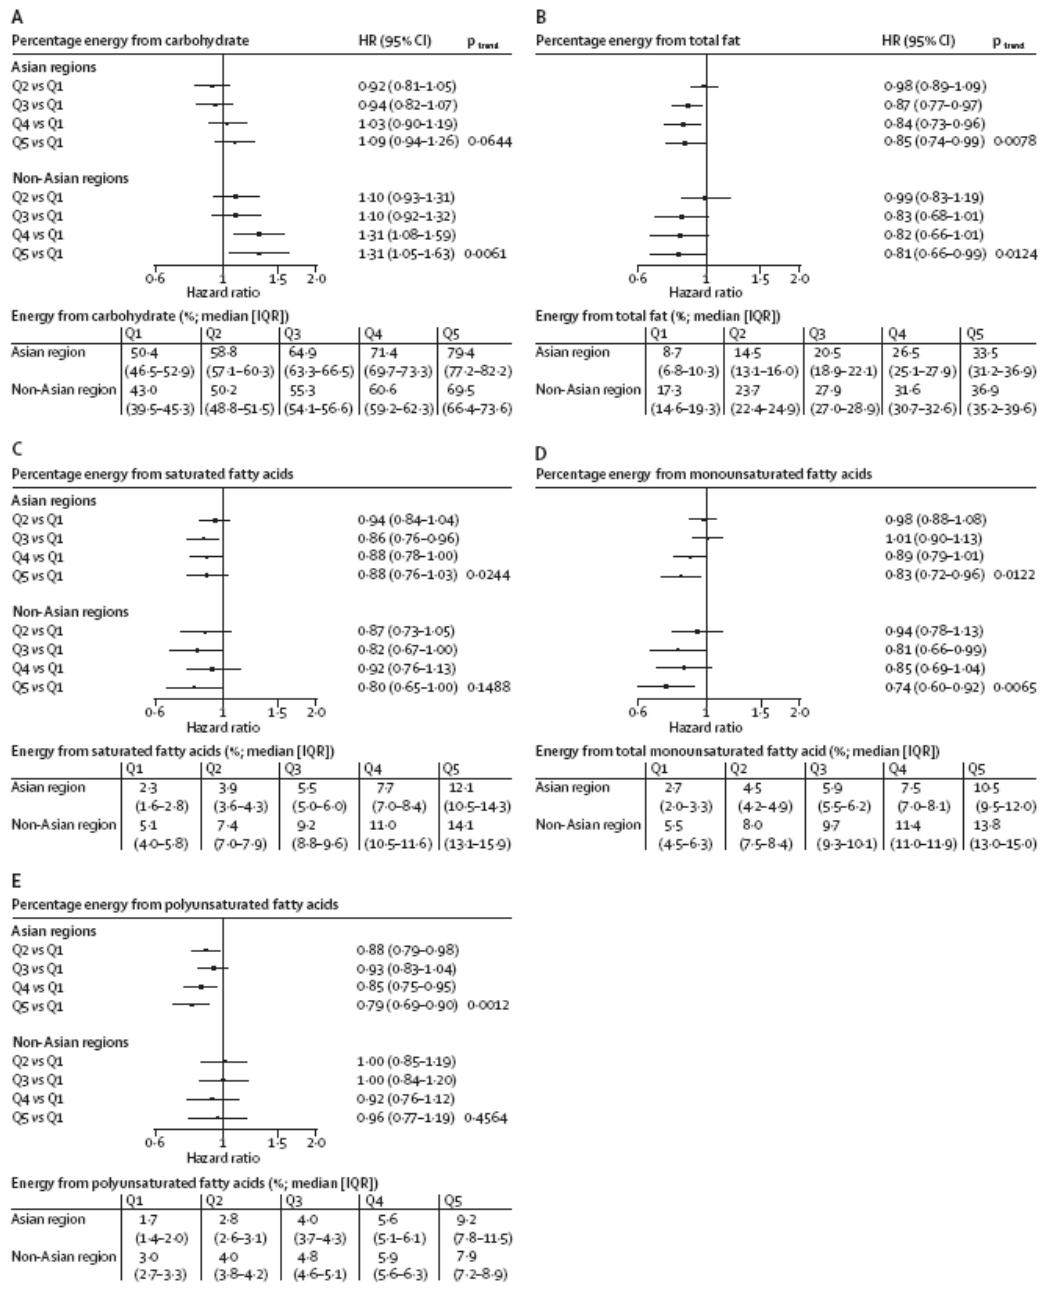 A
Percentage energy from carbohydrate HR (95% CI) p trend
Asian regions
Q2 vs Q1 0·92 (0·81–1·05)
Q3 vs Q1 0·94 (0·82–1·07)
Q4 vs Q1 1·03 (0·90–1·19)
Q5 vs Q1 1·09 (0·94–1·26) 0·0644
Non-Asian regions
Q2 vs Q1 1·10 (0·93–1·31)
Q3 vs Q1 1·10 (0·92–1·32)
Q4 vs Q1 1·31 (1·08–1·59)
Q5 vs Q1 1·31 (1·05–1·63) 0·0061
0·6 1 1·5 2·0
Hazard ratio
Energy from carbohydrate (%; median [IQR])
Q1 Q2 Q3 Q4 Q5
Asian region 50·4 58·8 64·9 71·4 79·4
(46·5–52·9) (57·1–60·3) (63·3–66·5) (69·7–73·3) (77·2–82·2)
Non-Asian region 43·0 50·2 55·3 60·6 69·5
(39·5–45·3) (48·8–51·5) (54·1–56·6) (59·2–62·3) (66·4–73·6)
B
Percentage energy from total fat HR (95% CI) p trend
Asian regions
Q2 vs Q1 0·98 (0·89–1·09)
Q3 vs Q1 0·87 (0·77–0·97)
Q4 vs Q1 0·84 (0·73–0·96)
Q5 vs Q1 0·85 (0·74–0·99) 0·0078
Non-Asian regions
Q2 vs Q1 0·99 (0·83–1·19)
Q3 vs Q1 0·83 (0·68–1·01)
Q4 vs Q1 0·82 (0·66–1·01)
Q5 vs Q1 0·81 (0·66–0·99) 0·0124
0·6 1 1·5 2·0
Hazard ratio
Energy from total fat (%; median [IQR])
Q1 Q2 Q3 Q4 Q5
Asian region 8·7 14·5 20·5 26·5 33·5
(6·8–10·3) (13·1–16·0) (18·9–22·1) (25·1–27·9) (31·2–36·9)
Non-Asian region 17·3 23·7 27·9 31·6 36·9
(14·6–19·3) (22·4–24·9) (27·0–28·9) (30·7–32·6) (35·2–39·6)
C
Percentage energy from saturated fatty acids
Asian regions
Q2 vs Q1 0·94 (0·84–1·04)
Q3 vs Q1 0·86 (0·76–0·96)
Q4 vs Q1 0·88 (0·78–1·00)
Q5 vs Q1 0·88 (0·76–1·03) 0·0244
Non-Asian regions
Q2 vs Q1 0·87 (0·73–1·05)
Q3 vs Q1 0·82 (0·67–1·00)
Q4 vs Q1 0·92 (0·76–1·13)
Q5 vs Q1 0·80 (0·65–1·00) 0·1488
0·6 1 1·5 2·0
Hazard ratio
Energy from saturated fatty acids (%; median [IQR])
Q1 Q2 Q3 Q4 Q5
Asian region 2·3 3·9 5·5 7·7 12·1
(1·6–2·8) (3·6–4·3) (5·0–6·0) (7·0–8·4) (10·5–14·3)
Non-Asian region 5·1 7·4 9·2 11·0 14·1
(4·0–5·8) (7·0–7·9) (8·8–9·6) (10·5–11·6) (13·1–15·9)
D
Percentage energy from monounsaturated fatty acids
Q2 vs Q1 0·98 (0·88–1·08)
1·01 (0·90–1·13)
0·89 (0·79–1·01)
0·83 (0·72–0·96) 0·0122
0·94 (0·78–1·13)
0·81 (0·66–0·99)
0·85 (0·69–1·04)
0·74 (0·60–0·92) 0·0065
0·6 1 1·5 2·0
Hazard ratio
Energy from total monounsaturated fatty acid (%; median [IQR])
Q1 Q2 Q3 Q4 Q5
Asian region 2·7 4·5 5·9 7·5 10·5
(2·0–3·3) (4·2–4·9) (5·5–6·2) (7·0–8·1) (9·5–12·0)
Non-Asian region 5·5 8·0 9·7 11·4 13·8
(4·5–6·3) (7·5–8·4) (9·3–10·1) (11·0–11·9) (13·0–15·0)
E
Percentage energy from polyunsaturated fatty acids
Asian regions
Q2 vs Q1 0·88 (0·79–0·98)
Q3 vs Q1 0·93 (0·83–1·04)
Q4 vs Q1 0·85 (0·75–0·95)
Q5 vs Q1 0·79 (0·69–0·90) 0·0012
Non-Asian regions
Q2 vs Q1 1·00 (0·85–1·19)
Q3 vs Q1 1·00 (0·84–1·20)
Q4 vs Q1 0·92 (0·76–1·12)
Q5 vs Q1 0·96 (0·77–1·19) 0·4564
0·6 1 1·5 2·0
Hazard ratio
Energy from polyunsaturated fatty acids (%; median [IQR])
Q1 Q2 Q3 Q4 Q5
Asian region 1·7 2·8 4·0 5·6 9·2
(1·4–2·0) (2·6–3·1) (3·7–4·3) (5·1–6·1) (7·8–11·5)
Non-Asian region 3·0 4·0 4·8 5·9 7·9
(2·7–3·3) (3·8–4·2) (4·6–5·1) (5·6–6·3) (7·2–8·9)